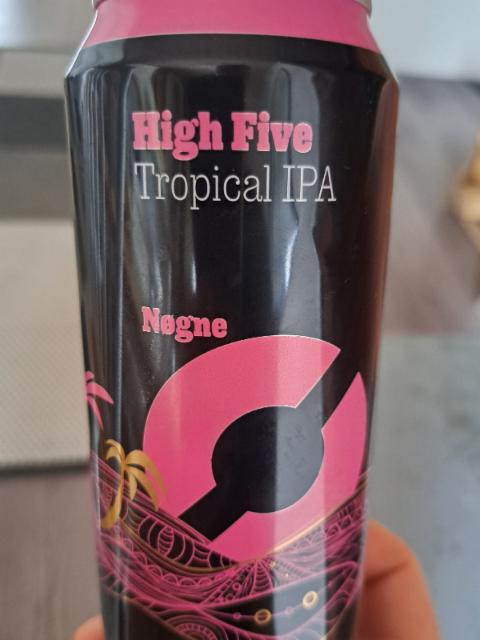 High Five
Tropical IPA
Nøgne
Ø